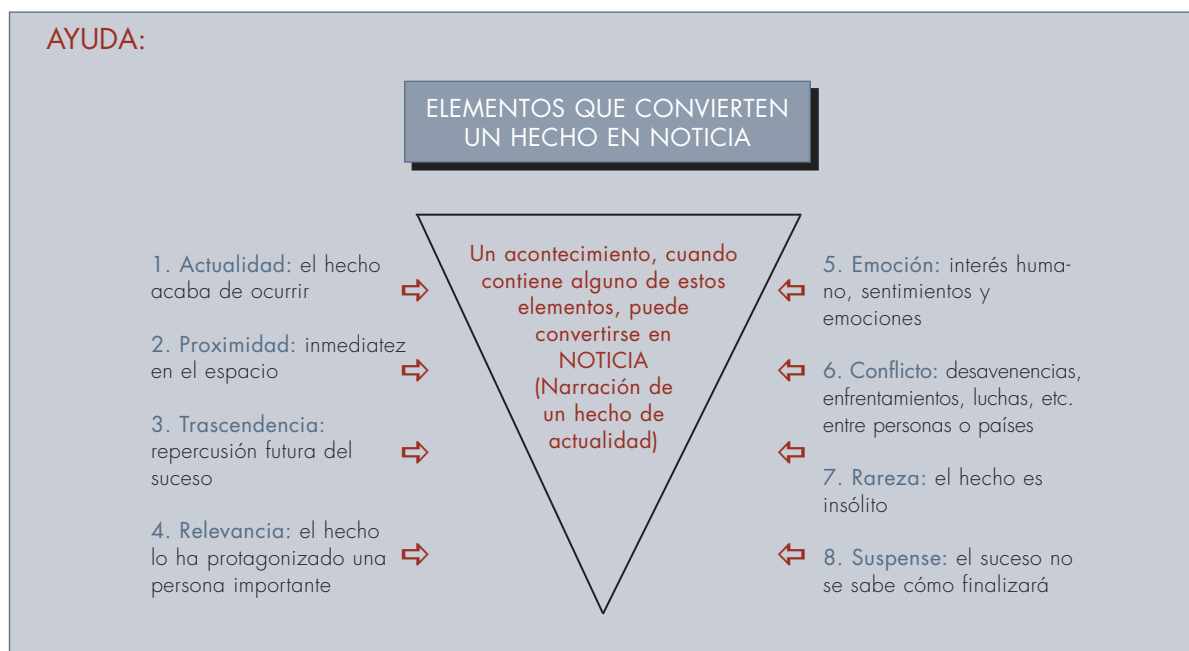 AYUDA:
ELEMENTOS QUE CONVIERTEN
UN HECHO EN NOTICIA
1. Actualidad: el hecho
acaba de ocurrir
2. Proximidad: inmediatez
en el espacio
3. Trascendencia:
repercusión futura del
suceso
4. Relevancia: el hecho
lo ha protagonizado una
persona importante
Un acontecimiento, cuando
contiene alguno de estos
elementos, puede
convertirse en
NOTICIA
(Narración de
un hecho de
actualidad)
5. Emoción: interés huma-
no, sentimientos y
emociones
6. Conflicto: desavenencias,
enfrentamientos, luchas, etc.
entre personas o países
7. Rareza: el hecho es
insólito
8. Suspense: el suceso no
se sabe cómo finalizará